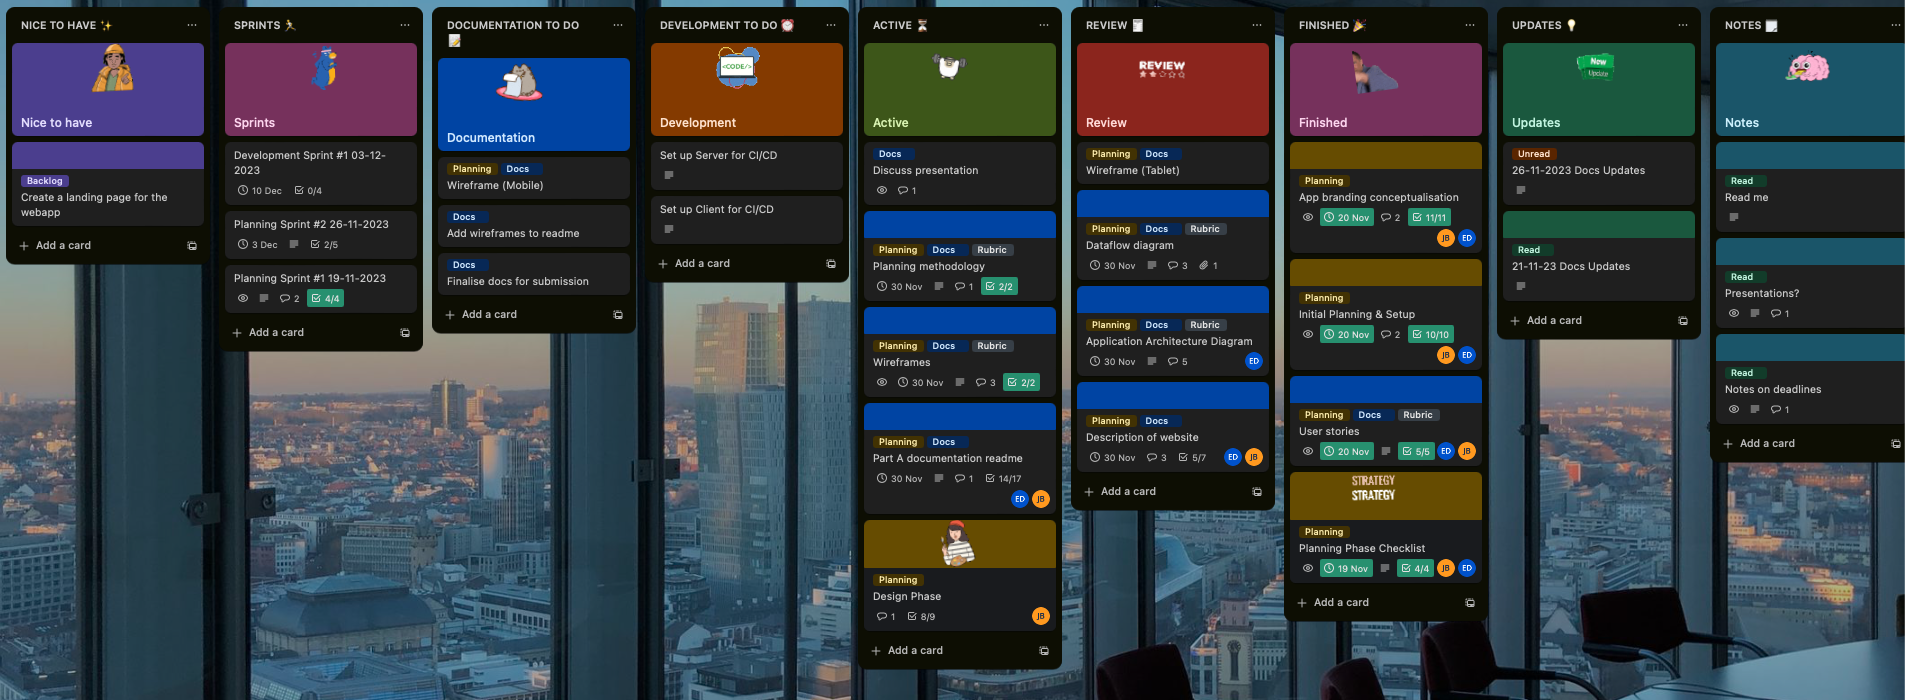 NICE TO HAVE ✨
Nice to have
Backlog
Create a landing page for the
webapp
+ Add a card
SPRINTS 🏃
Sprints
Development Sprint #1 03-12-
2023
10 Dec 0/4
Planning Sprint #2 26-11-2023
3 Dec 2/5
Planning Sprint #1 19-11-2023
2 4/4
+ Add a card
DOCUMENTATION TO DO
📝
Documentation
Planning Docs
Wireframe (Mobile)
Docs
Add wireframes to readme
Docs
Finalise docs for submission
+ Add a card
DEVELOPMENT TO DO ⏰
<CODE/>
Development
Set up Server for CI/CD
Set up Client for CI/CD
+ Add a card
ACTIVE ⏳
Active
Docs
Discuss presentation
1
Planning Docs Rubric
Planning methodology
30 Nov 1 2/2
Planning Docs Rubric
Wireframes
30 Nov 3 2/2
Planning Docs
Part A documentation readme
30 Nov 1 14/17
ED JB
Planning
Design Phase
1 8/9 JB
+ Add a card
REVIEW 🧻
REVIEW
Review
Planning Docs
Wireframe (Tablet)
Planning Docs Rubric
Dataflow diagram
30 Nov 3 1
Planning Docs Rubric
Application Architecture Diagram
30 Nov 5 ED
Planning Docs
Description of website
30 Nov 3 5/7 ED JB
+ Add a card
FINISHED 🎉
Finished
Planning
App branding conceptualisation
20 Nov 2 11/11
JB ED
Planning
Initial Planning & Setup
20 Nov 2 10/10
JB ED
Planning Docs Rubric
User stories
20 Nov 5/5 ED JB
STRATEGY
STRATEGY
Planning
Planning Phase Checklist
19 Nov 4/4 JB ED
+ Add a card
UPDATES 💡
New
Update
Updates
Unread
26-11-2023 Docs Updates
Read
21-11-23 Docs Updates
+ Add a card
NOTES 🗒️
Notes
Read
Read me
Read
Presentations?
1
Read
Notes on deadlines
1
+ Add a card